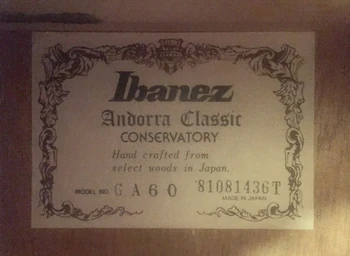 Ibanez
Andorra Classic
CONSERVATORY
Hand crafted from
select woods in Japan.
MODEL NO. GA60 81081436T
MADE IN JAPAN